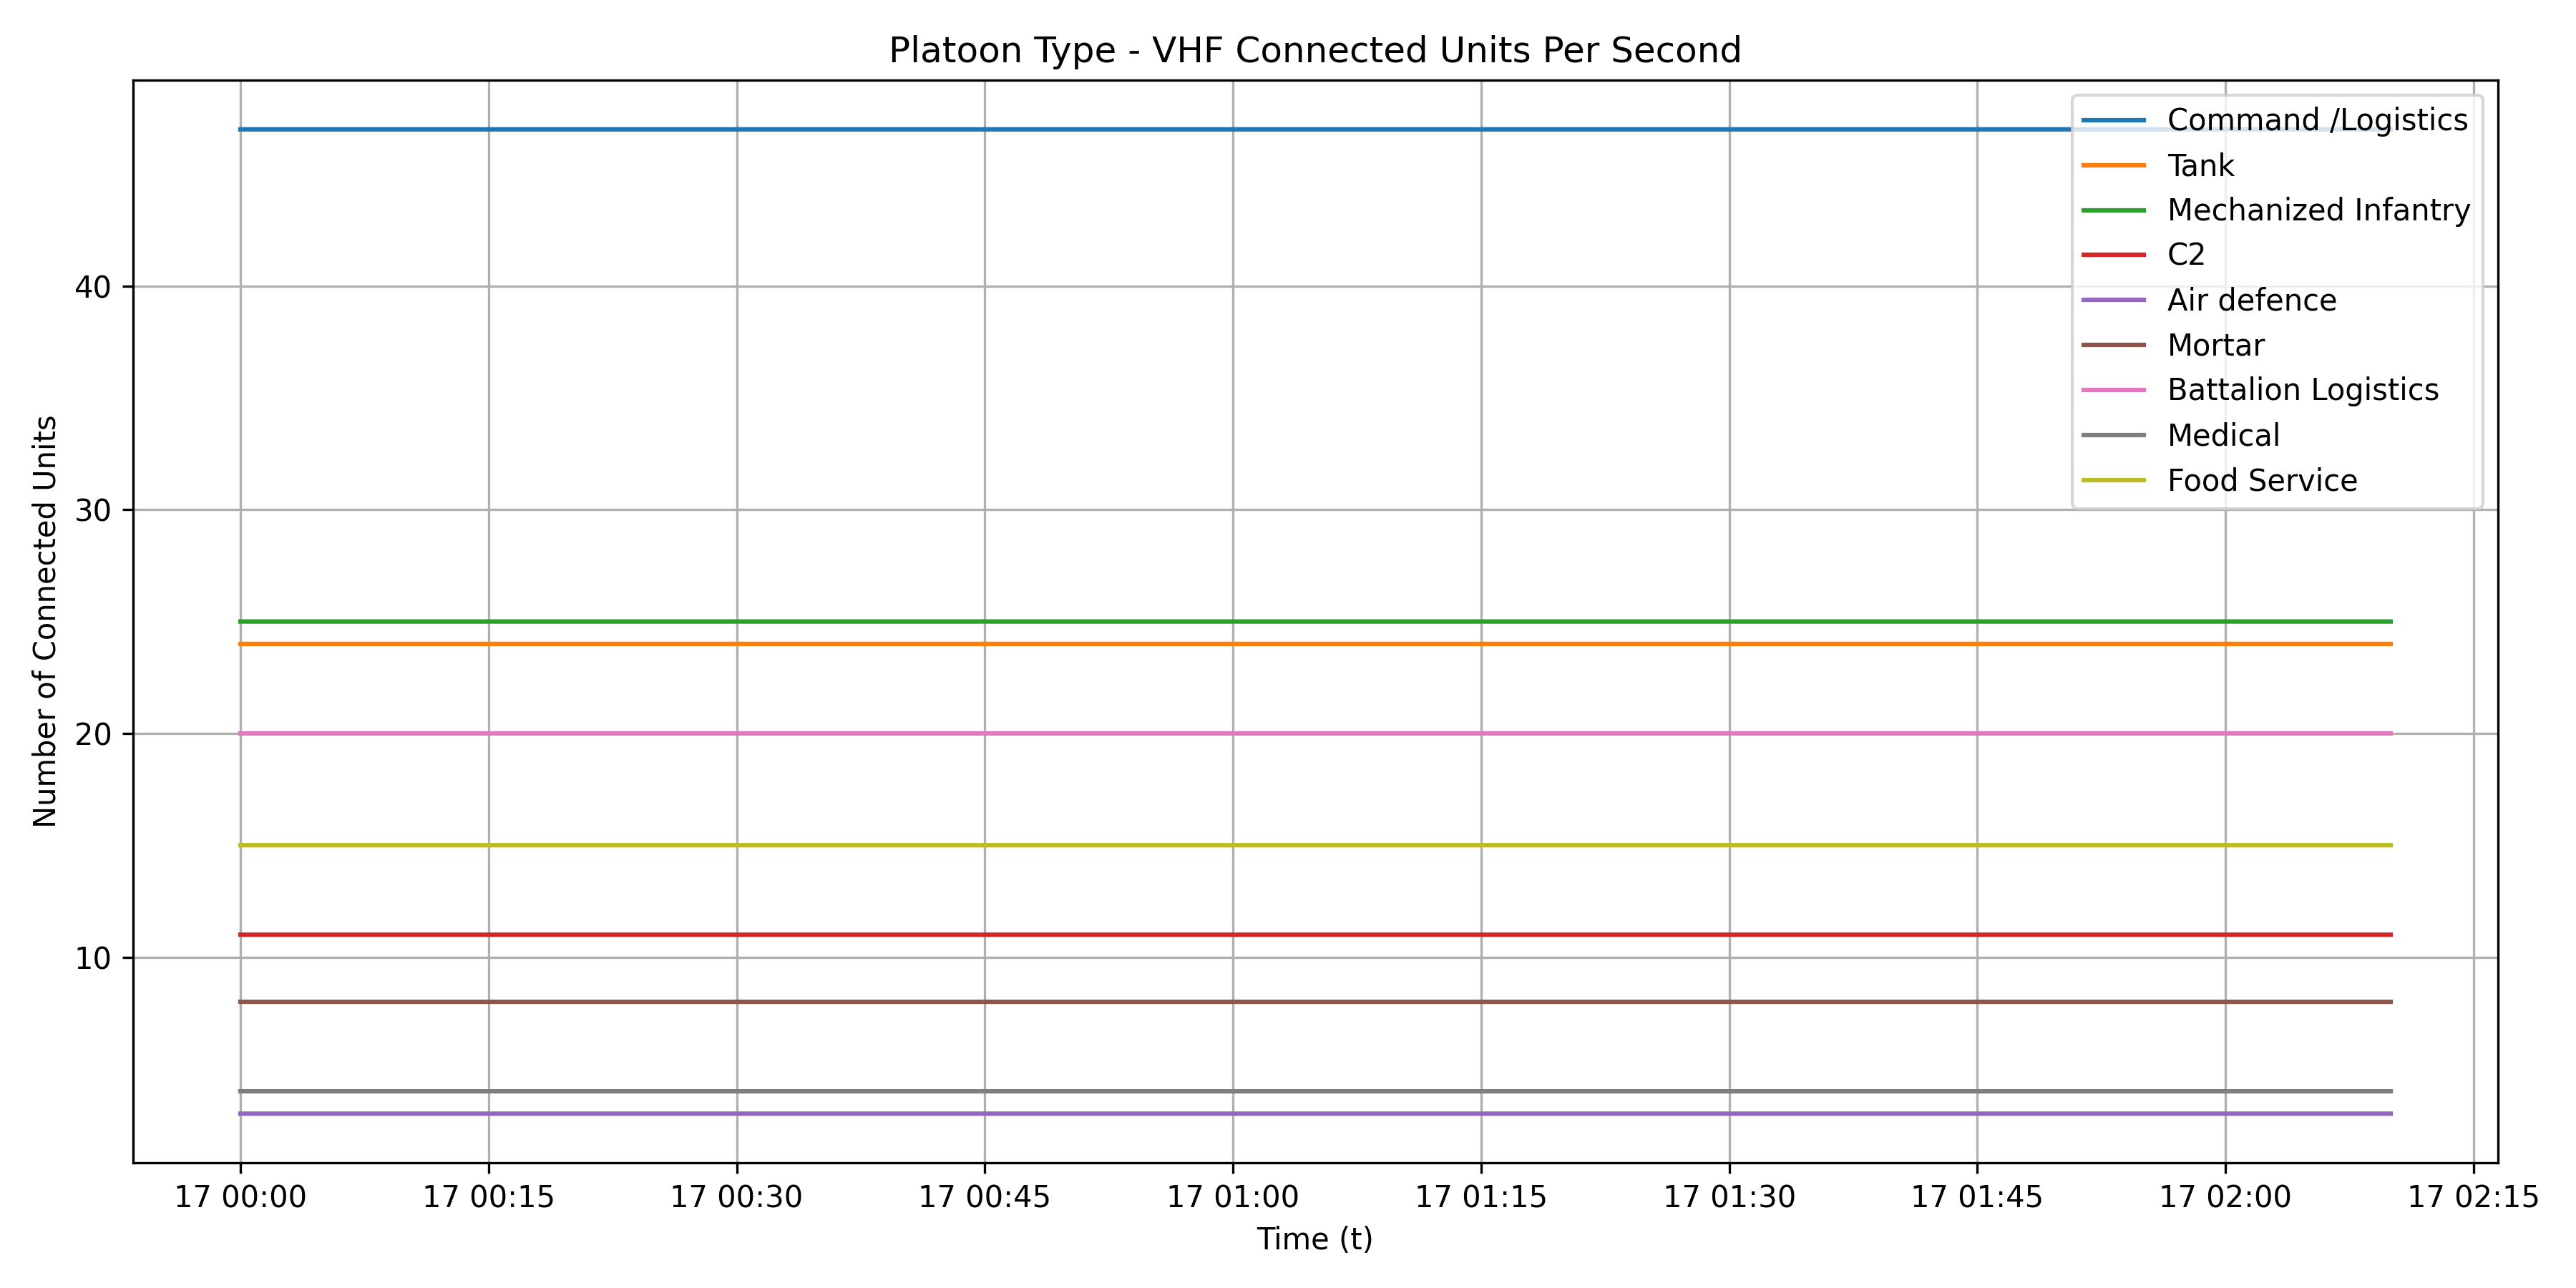 Platoon Type - VHF Connected Units Per Second
Number of Connected Units
40
30
20
10
Command /Logistics
Tank
Mechanized Infantry
C2
Air defence
Mortar
Battalion Logistics
Medical
Food Service
17 00:00 17 00:15 17 00:30 17 00:45 17 01:00 17 01:15 17 01:30 17 01:45 17 02:00 17 02:15
Time (t)